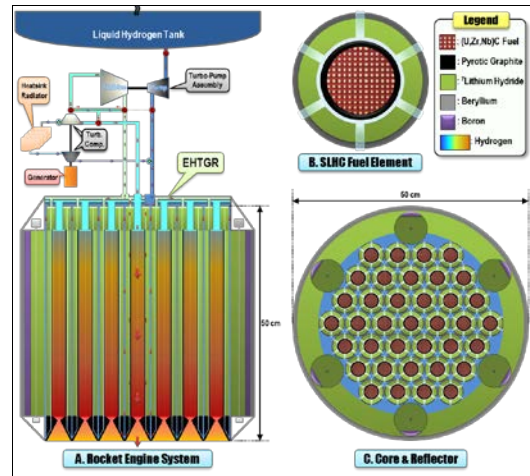 Liquid Hydrogen Tank
Turbo-Pump
Assembly
Heatsink
Radiator
Turb.
Comp.
Generator
EHTGR
50 cm
A. Rocket Engine System
B. SLHC Fuel Element
Legend
: (U,Zr,Nb)C Fuel
: Pyrotic Graphite
: ⁷Lithium Hydride
: Beryllium
: Boron
: Hydrogen
50 cm
C. Core & Reflector